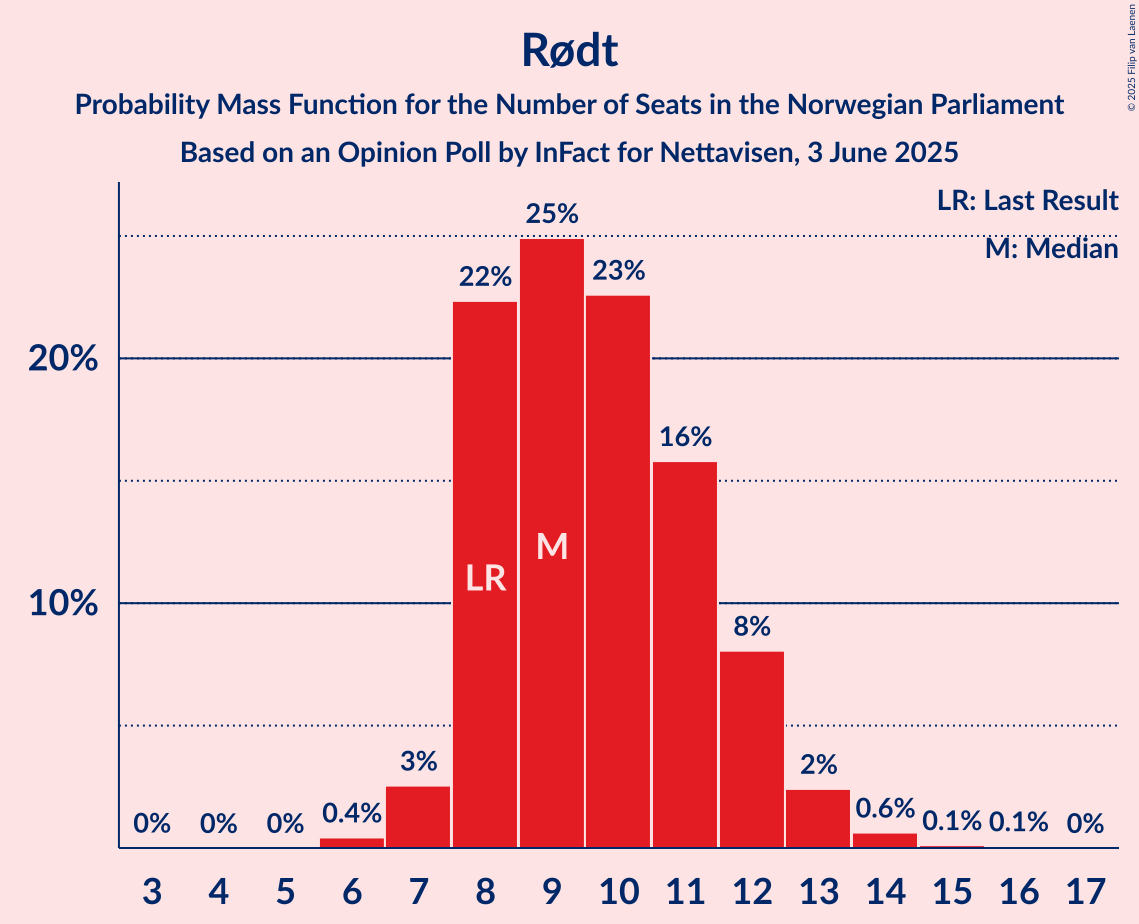 Rødt
Probability Mass Function for the Number of Seats in the Norwegian Parliament
Based on an Opinion Poll by InFact for Nettavisen, 3 June 2025
© 2025 Filip van Laenen
LR: Last Result
M: Median
25%
22%
23%
20%
16%
M
LR
10%
8%
3%
2%
0%
0%
0%
0.4%
0.6%
0.1%
0.1%
0%
3 4 5 6 7 8 9 10 11 12 13 14 15 16 17